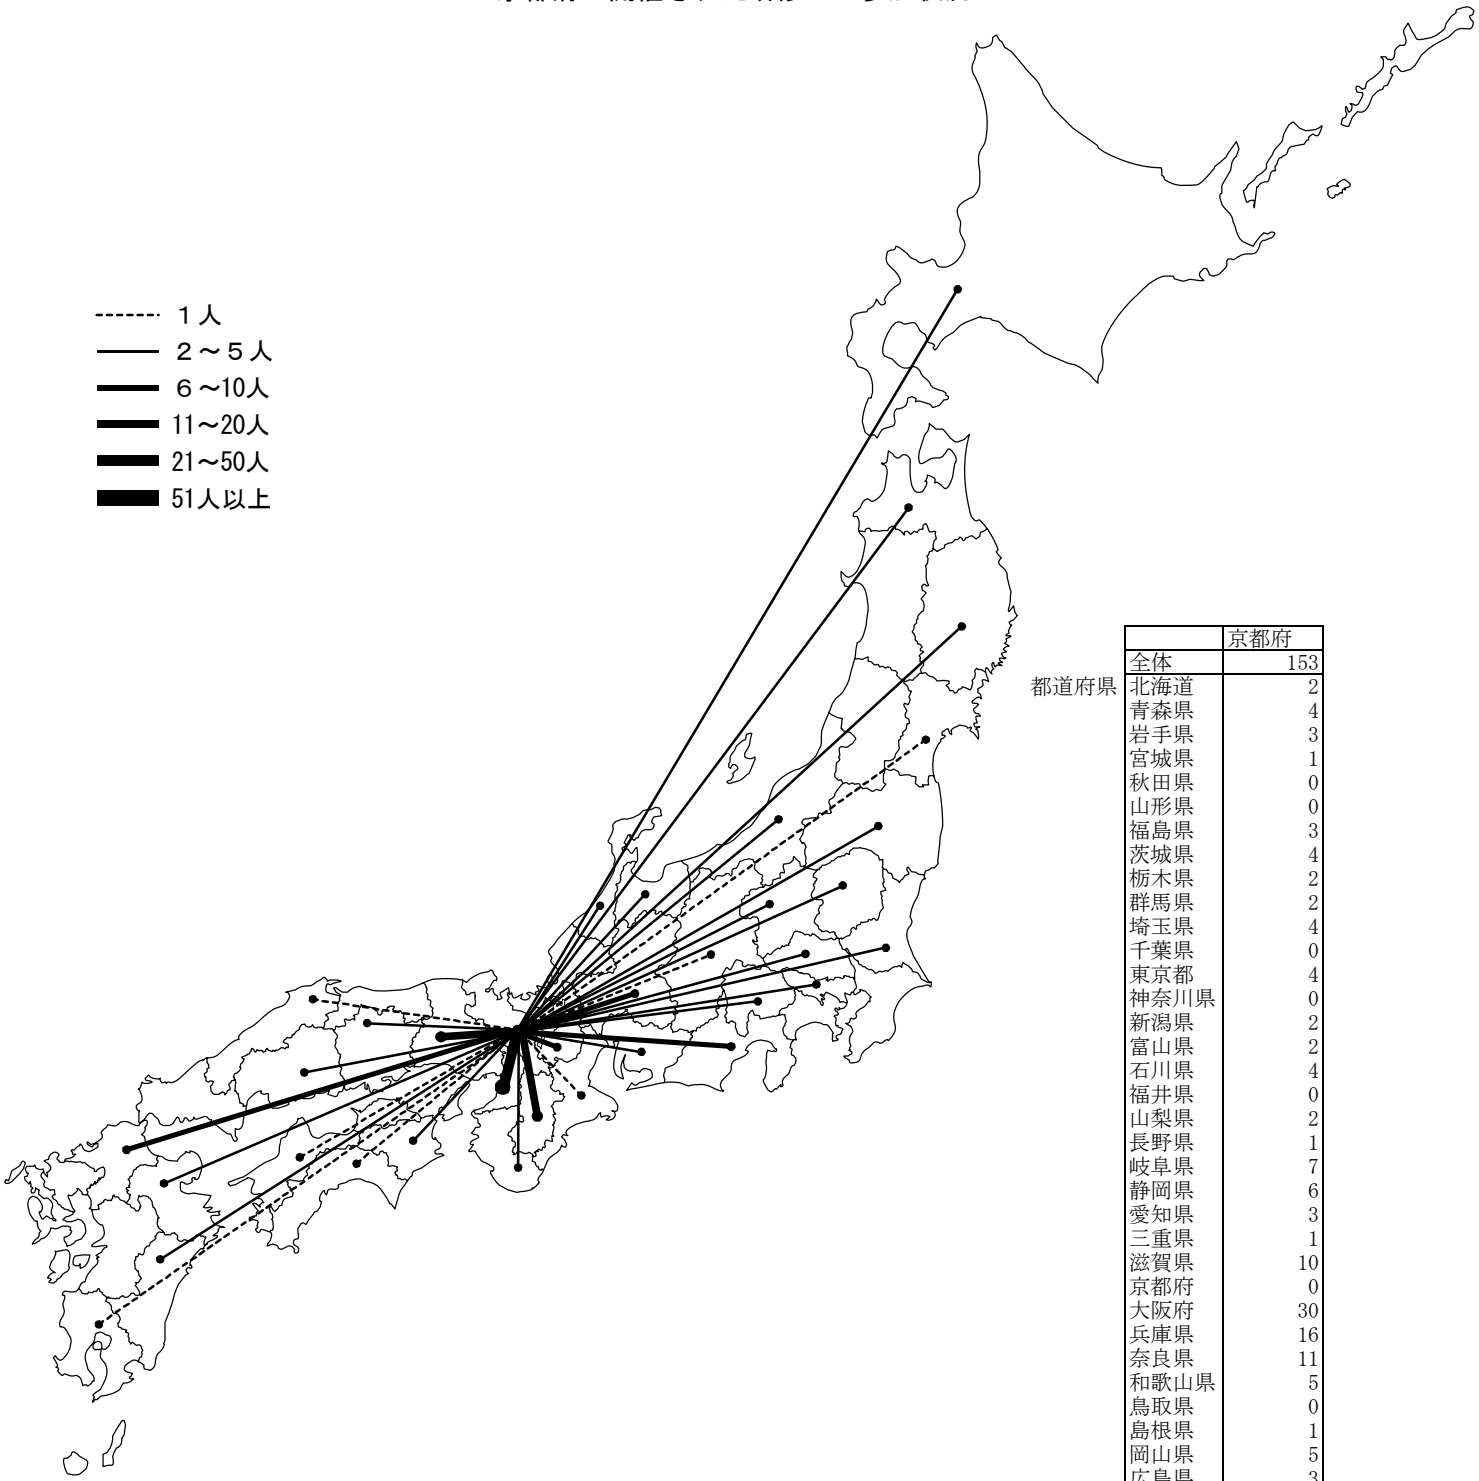 1人
2～5人
6～10人
11～20人
21～50人
51人以上
京都府
全体 153
都道府県 北海道 2
青森県 4
岩手県 3
宮城県 1
秋田県 0
山形県 0
福島県 3
茨城県 4
栃木県 2
群馬県 2
埼玉県 4
千葉県 0
東京都 4
神奈川県 0
新潟県 2
富山県 2
石川県 4
福井県 0
山梨県 2
長野県 1
岐阜県 7
静岡県 6
愛知県 3
三重県 1
滋賀県 10
京都府 0
大阪府 30
兵庫県 16
奈良県 11
和歌山県 5
鳥取県 0
島根県 1
岡山県 5
広島県 3